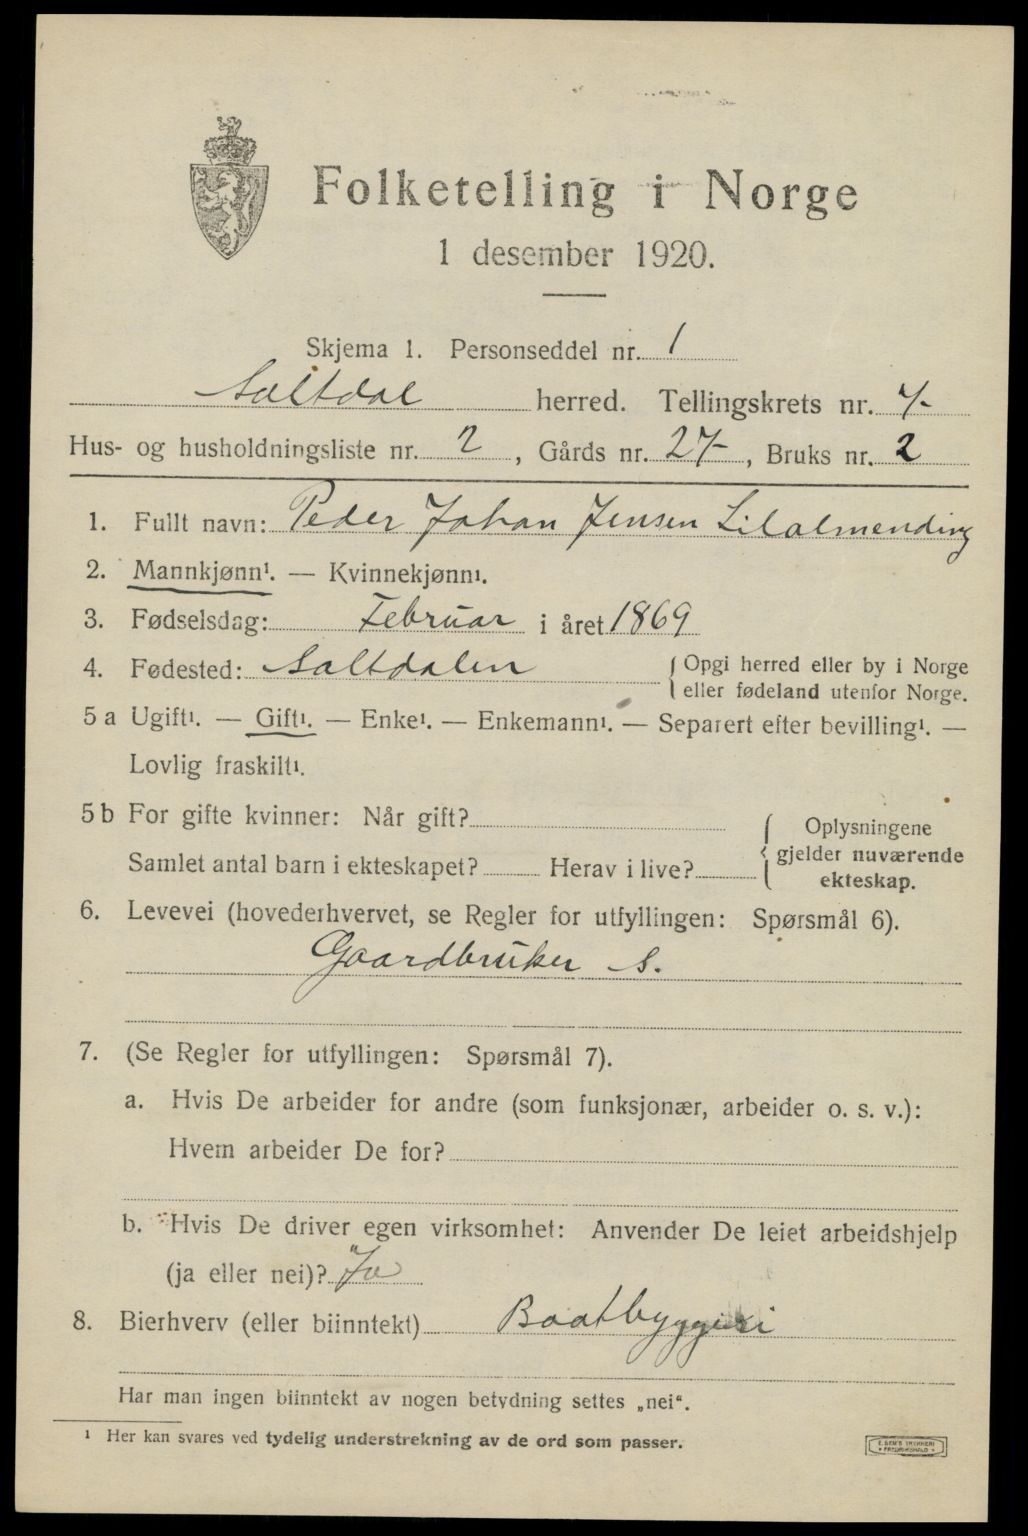 Folketelling i Norge
1 desember 1920.
Skjema 1. Personseddel nr. 1
Saltdal herred. Tellingskrets nr. 7-
Hus- og husholdningsliste nr. 2, Gårds nr. 27-, Bruks nr. 2
1. Fullt navn: Peder Johan Jensen Lilalmending
2. Mannkjønn¹. — Kvinnekjønn¹.
3. Fødselsdag: Februar i året 1869
4. Fødested: Saltdalen { Opgi herred eller by i Norge
eller fødeland utenfor Norge.
5 a Ugift¹. — Gift¹. — Enke¹. — Enkemann¹. — Separert efter bevilling¹. —
Lovlig fraskilt¹.
5 b For gifte kvinner: Når gift?
Samlet antal barn i ekteskapet? Herav i live?
{ Oplysningene
gjelder nuværende
ekteskap.
6. Levevei (hovederhvervet, se Regler for utfyllingen: Spørsmål 6).
Gaardbruker s.
7. (Se Regler for utfyllingen: Spørsmål 7).
a. Hvis De arbeider for andre (som funksjonær, arbeider o. s. v.):
Hvem arbeider De for?
b. Hvis De driver egen virksomhet: Anvender De leiet arbeidshjelp
(ja eller nei)? Ja
8. Bierhverv (eller biinntekt) Baatbyggeri
Har man ingen biinntekt av nogen betydning settes „nei“.
¹ Her kan svares ved tydelig understrekning av de ord som passer.
E. SEM'S TRYKKERI
FREDRIKSHALD